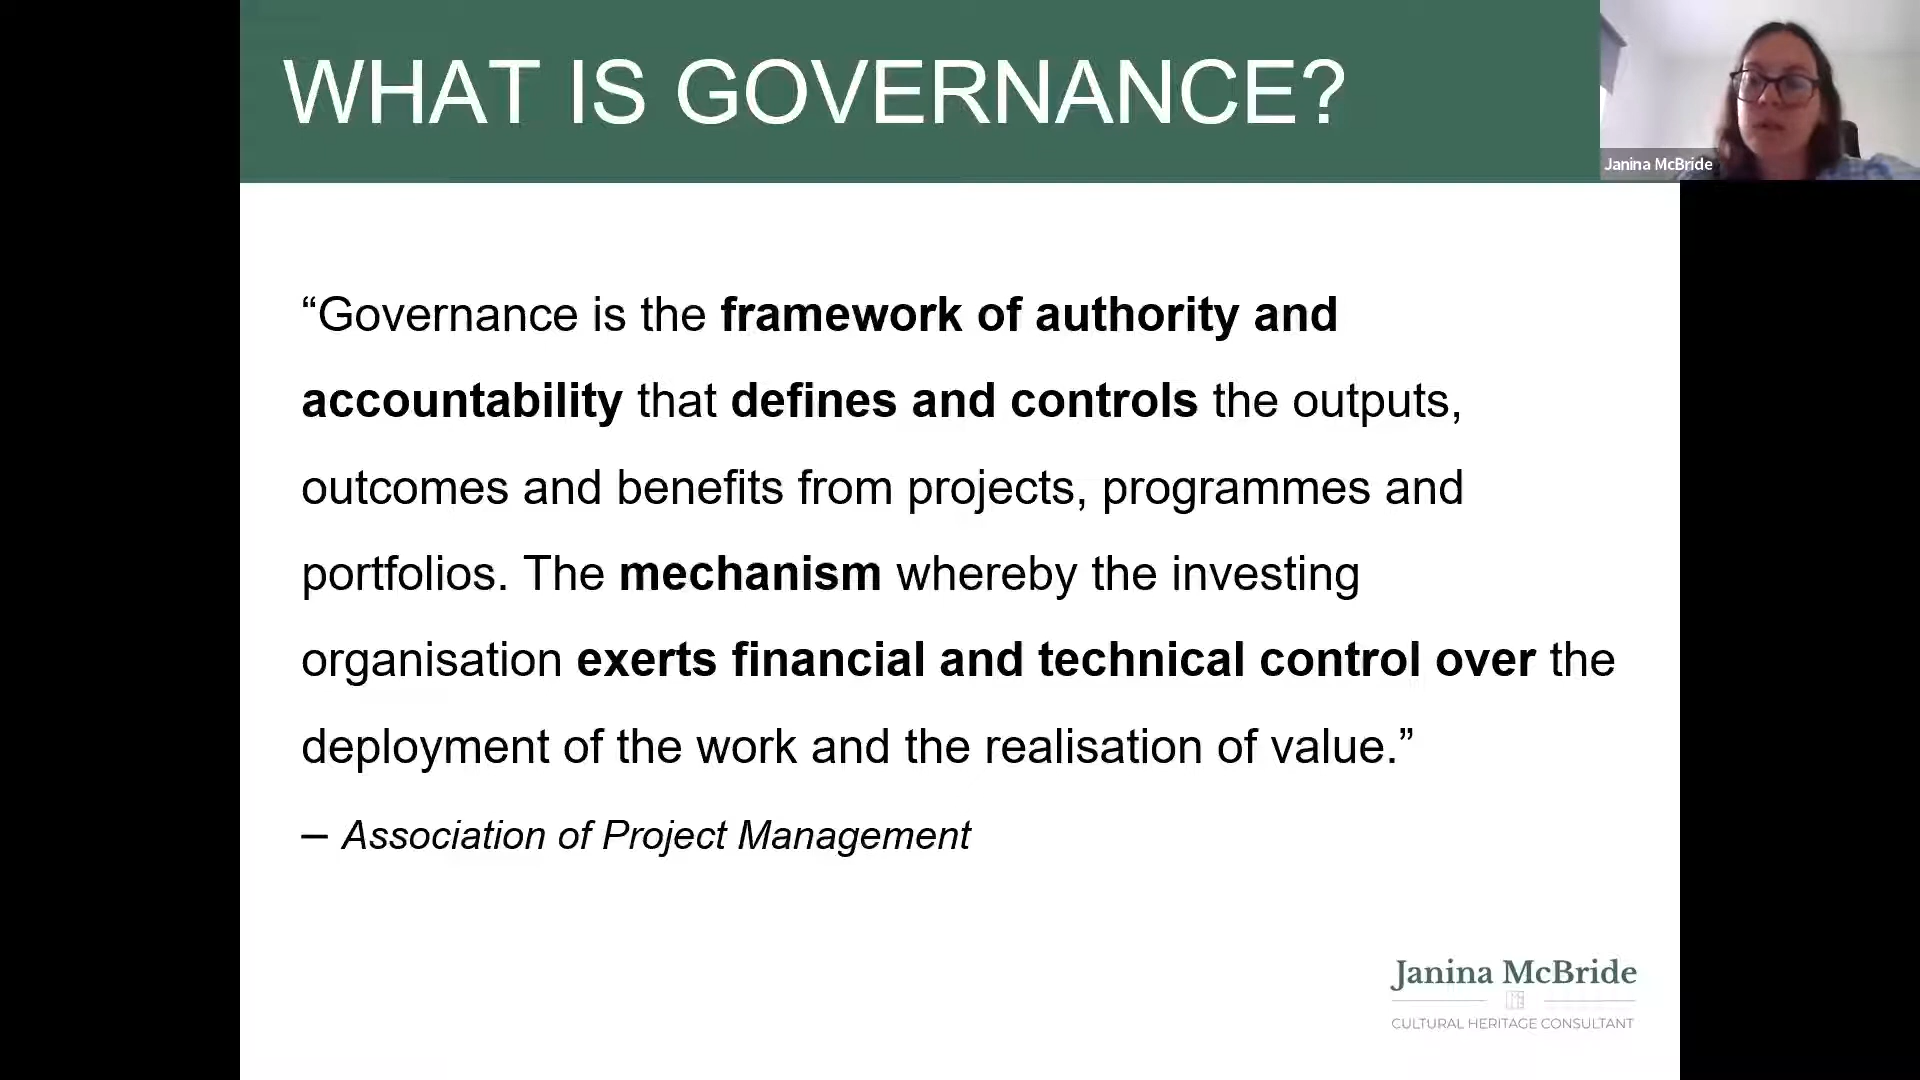 WHAT IS GOVERNANCE?
Janina McBride
“Governance is the framework of authority and
accountability that defines and controls the outputs,
outcomes and benefits from projects, programmes and
portfolios. The mechanism whereby the investing
organisation exerts financial and technical control over the
deployment of the work and the realisation of value.”
– Association of Project Management
Janina McBride
CULTURAL HERITAGE CONSULTANT